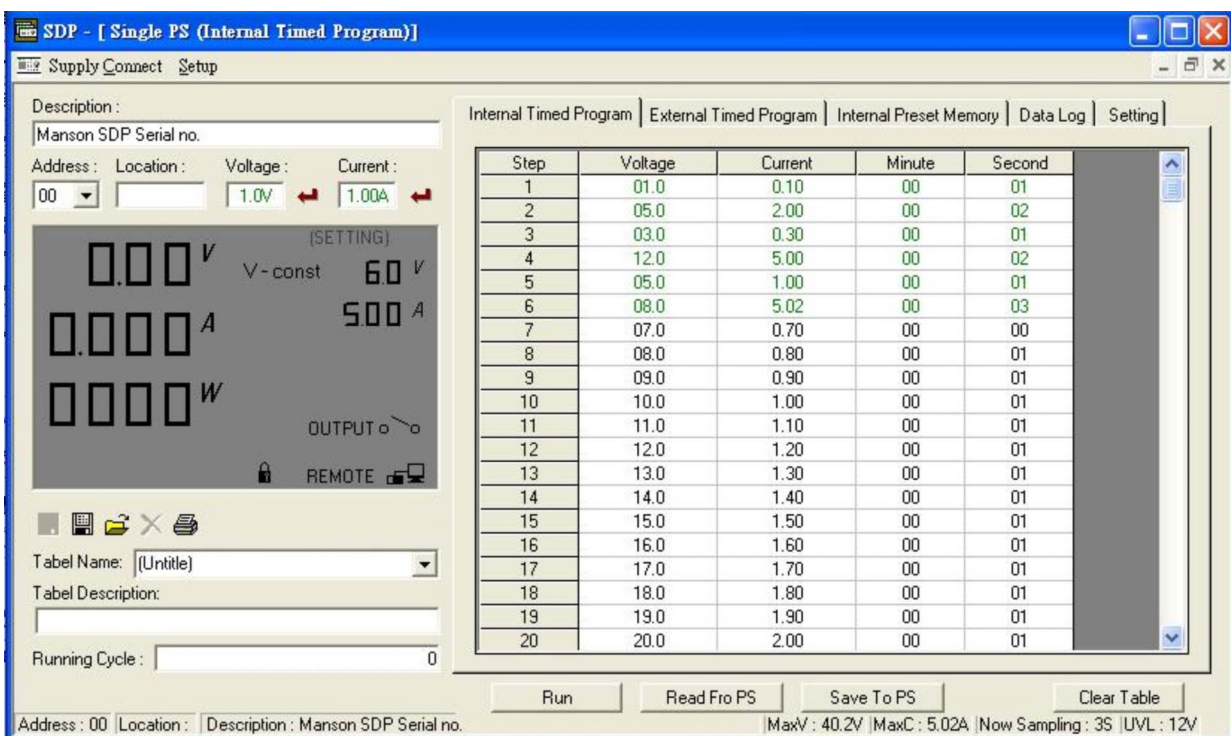 SDP - [ Single PS (Internal Timed Program)]
Supply Connect Setup
Description :
Manson SDP Serial no.
Address : Location : Voltage : Current :
00 1.0V 1.00A
(SETTING)
0.00 V V-const 6.0 V
5.00 A
0.000 A
0000 W
OUTPUT
REMOTE
Tabel Name: (Untitle)
Tabel Description:
Running Cycle : 0
Internal Timed Program External Timed Program Internal Preset Memory Data Log Setting
Step Voltage Current Minute Second
1 01.0 0.10 00 01
2 05.0 2.00 00 02
3 03.0 0.30 00 01
4 12.0 5.00 00 02
5 05.0 1.00 00 01
6 08.0 5.02 00 03
7 07.0 0.70 00 00
8 08.0 0.80 00 01
9 09.0 0.90 00 01
10 10.0 1.00 00 01
11 11.0 1.10 00 01
12 12.0 1.20 00 01
13 13.0 1.30 00 01
14 14.0 1.40 00 01
15 15.0 1.50 00 01
16 16.0 1.60 00 01
17 17.0 1.70 00 01
18 18.0 1.80 00 01
19 19.0 1.90 00 01
20 20.0 2.00 00 01
Run Read Fro PS Save To PS Clear Table
Address : 00 Location : Description : Manson SDP Serial no. MaxV : 40.2V MaxC : 5.02A Now Sampling : 3S UVL : 12V